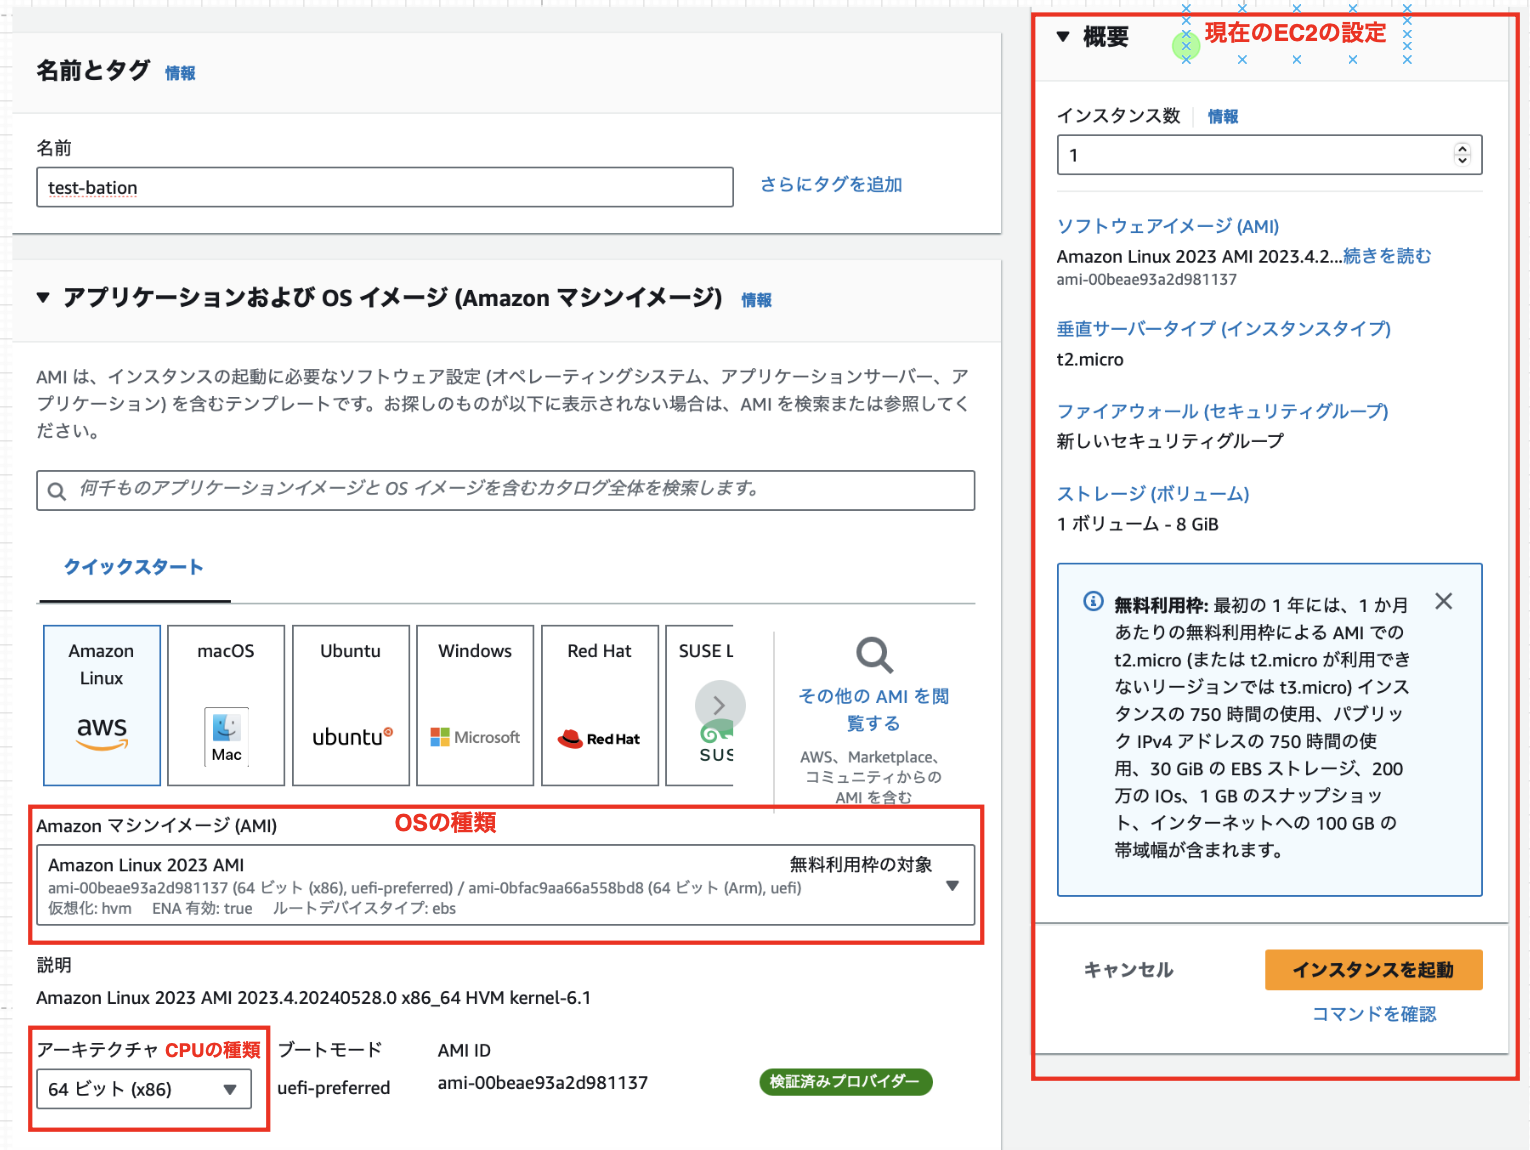 名前とタグ 情報
名前
test-bation
さらにタグを追加
アプリケーションおよび OS イメージ (Amazon マシンイメージ) 情報
AMI は、インスタンスの起動に必要なソフトウェア設定 (オペレーティングシステム、アプリケーションサーバー、ア
プリケーション) を含むテンプレートです。お探しのものが以下に表示されない場合は、AMI を検索または参照してく
ださい。
何千ものアプリケーションイメージと OS イメージを含むカタログ全体を検索します。
クイックスタート
Amazon
Linux
aws
macOS
Mac
Ubuntu
ubuntu
Windows
Microsoft
Red Hat
Red Hat
SUSE L
SUS
その他の AMI を閲
覧する
AWS、Marketplace、
コミュニティからの
AMI を含む
Amazon マシンイメージ (AMI)
OSの種類
Amazon Linux 2023 AMI
無料利用枠の対象
ami-00beae93a2d981137 (64 ビット (x86), uefi-preferred) / ami-0bfac9aa66a558bd8 (64 ビット (Arm), uefi)
仮想化: hvm ENA 有効: true ルートデバイスタイプ: ebs
説明
Amazon Linux 2023 AMI 2023.4.20240528.0 x86_64 HVM kernel-6.1
アーキテクチャ CPUの種類
64 ビット (x86)
ブートモード
uefi-preferred
AMI ID
ami-00beae93a2d981137
検証済みプロバイダー
概要
現在のEC2の設定
インスタンス数 情報
1
ソフトウェアイメージ (AMI)
Amazon Linux 2023 AMI 2023.4.2...続きを読む
ami-00beae93a2d981137
垂直サーバータイプ (インスタンスタイプ)
t2.micro
ファイアウォール (セキュリティグループ)
新しいセキュリティグループ
ストレージ (ボリューム)
1 ボリューム - 8 GiB
無料利用枠: 最初の 1 年には、1 か月
あたりの無料利用枠による AMI での
t2.micro (または t2.micro が利用でき
ないリージョンでは t3.micro) インス
タンスの 750 時間の使用、パブリッ
ク IPv4 アドレスの 750 時間の使
用、30 GiB の EBS ストレージ、200
万の IOs、1 GB のスナップショッ
ト、インターネットへの 100 GB の
帯域幅が含まれます。
キャンセル
インスタンスを起動
コマンドを確認